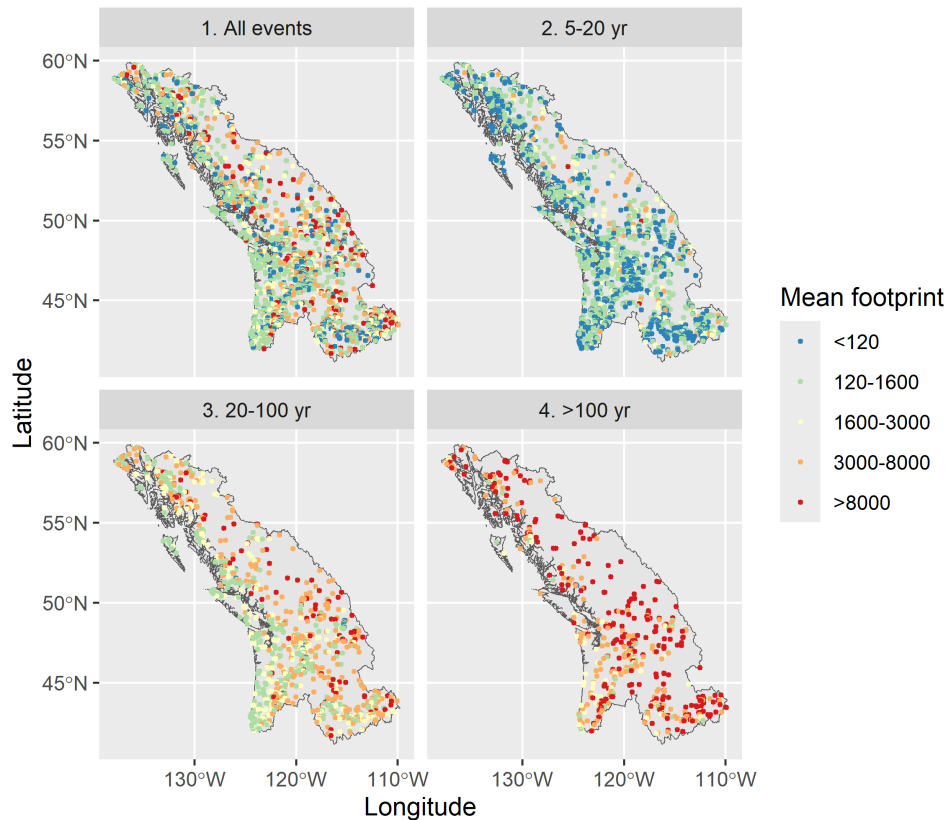 1. All events
2. 5-20 yr
60°N
55°N
50°N
45°N
3. 20-100 yr
4. >100 yr
60°N
55°N
50°N
45°N
130°W
120°W
110°W
130°W
120°W
110°W
Longitude
Latitude
Mean footprint
<120
120-1600
1600-3000
3000-8000
>8000